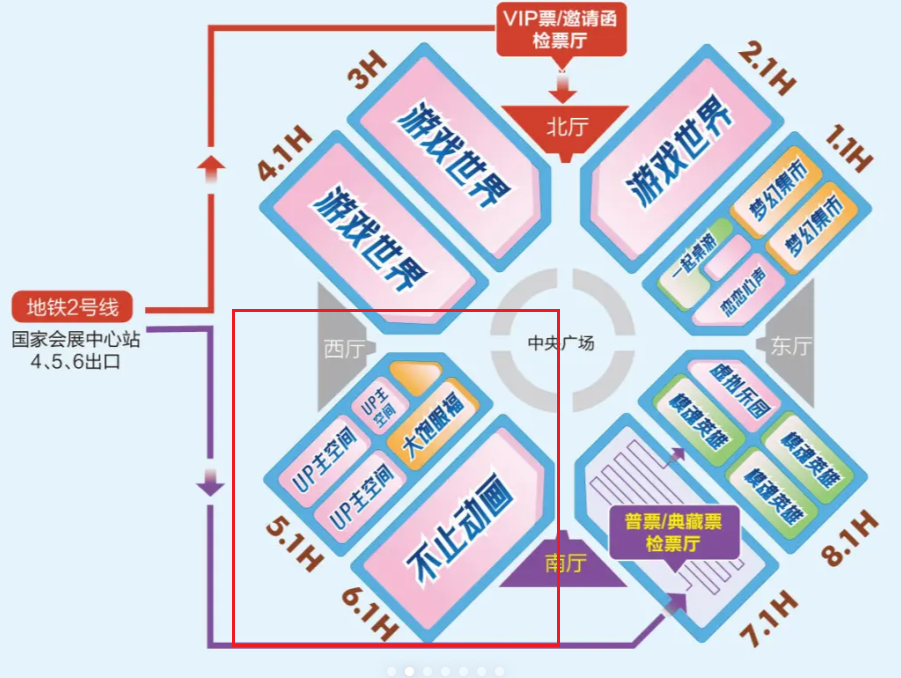 VIP票/邀请函
检票厅
3H
2.1H
北厅
游戏世界
游戏世界
4.1H
1.1H
游戏世界
梦幻集市
梦幻集市
一起桌游
恋恋心声
地铁2号线
国家会展中心站
4、5、6出口
西厅
中央广场
东厅
UP主
空间
大饱眼福
UP主空间
UP主空间
虚拟乐园
模魂英雄
模魂英雄
模魂英雄
不止动画
5.1H
普票/典藏票
检票厅
8.1H
南厅
6.1H
7.1H